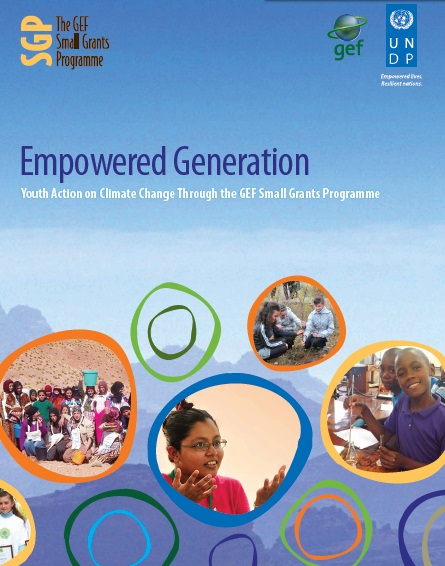 SGP
The GEF
Small Grants
Programme
gef
U N
D P
Empowered lives.
Resilient nations.
Empowered Generation
Youth Action on Climate Change Through the GEF Small Grants Programme